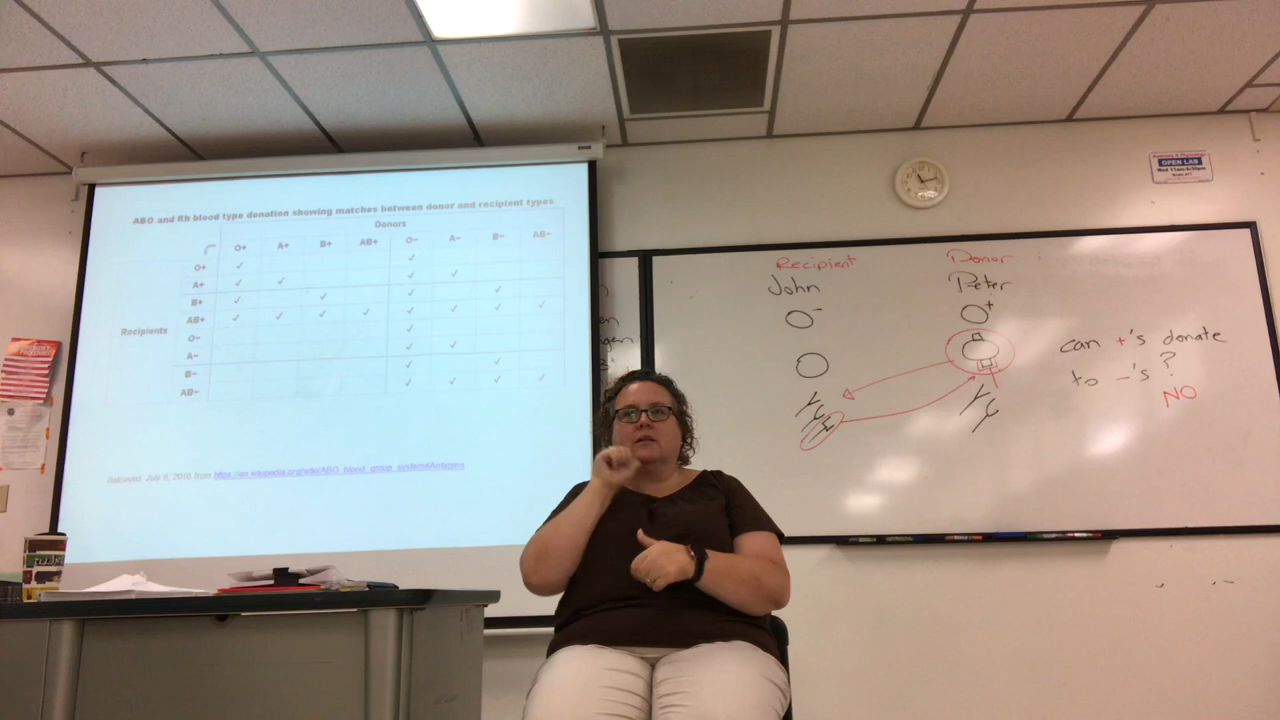 ABO and Rh blood type donation showing matches between donor and recipient types
Donors
O+ A+ B+ AB+ O− A− B− AB−
O+ ✓ ✓
A+ ✓ ✓ ✓ ✓
B+ ✓ ✓ ✓ ✓
AB+ ✓ ✓ ✓ ✓ ✓ ✓ ✓ ✓
Recipients
O− ✓
A− ✓ ✓
B− ✓ ✓
AB− ✓ ✓ ✓ ✓
Retrieved July 6, 2016 from https://en.wikipedia.org/wiki/ABO_blood_group_system#Antigens
OPEN LAB
Recipient Donor :
John Peter
O⁻ O⁺
can +'s donate
to −'s ?
NO